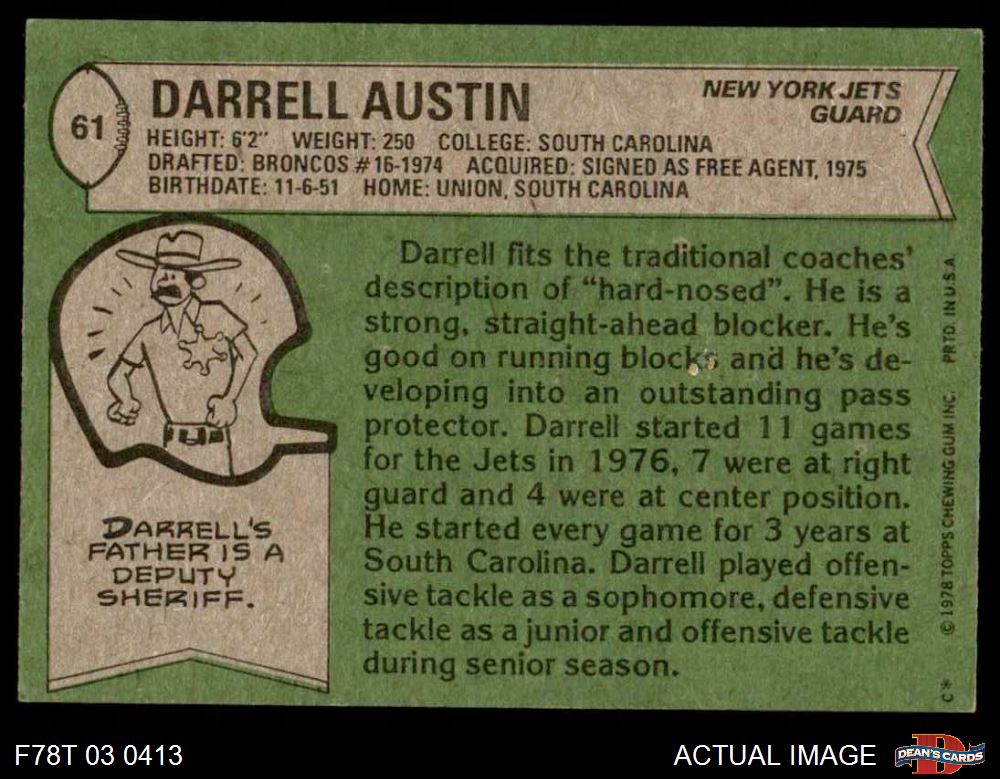 61
DARRELL AUSTIN
NEW YORK JETS
GUARD
HEIGHT: 6'2" WEIGHT: 250 COLLEGE: SOUTH CAROLINA
DRAFTED: BRONCOS #16-1974 ACQUIRED: SIGNED AS FREE AGENT, 1975
BIRTHDATE: 11-6-51 HOME: UNION, SOUTH CAROLINA
DARRELL'S
FATHER IS A
DEPUTY
SHERIFF.
Darrell fits the traditional coaches'
description of “hard-nosed”. He is a
strong, straight-ahead blocker. He's
good on running blocks and he's de-
veloping into an outstanding pass
protector. Darrell started 11 games
for the Jets in 1976, 7 were at right
guard and 4 were at center position.
He started every game for 3 years at
South Carolina. Darrell played offen-
sive tackle as a sophomore, defensive
tackle as a junior and offensive tackle
during senior season.
C* © 1978 TOPPS CHEWING GUM INC. PRTD. IN U.S.A
F78T 03 0413
ACTUAL IMAGE
D
DEAN'S CARDS